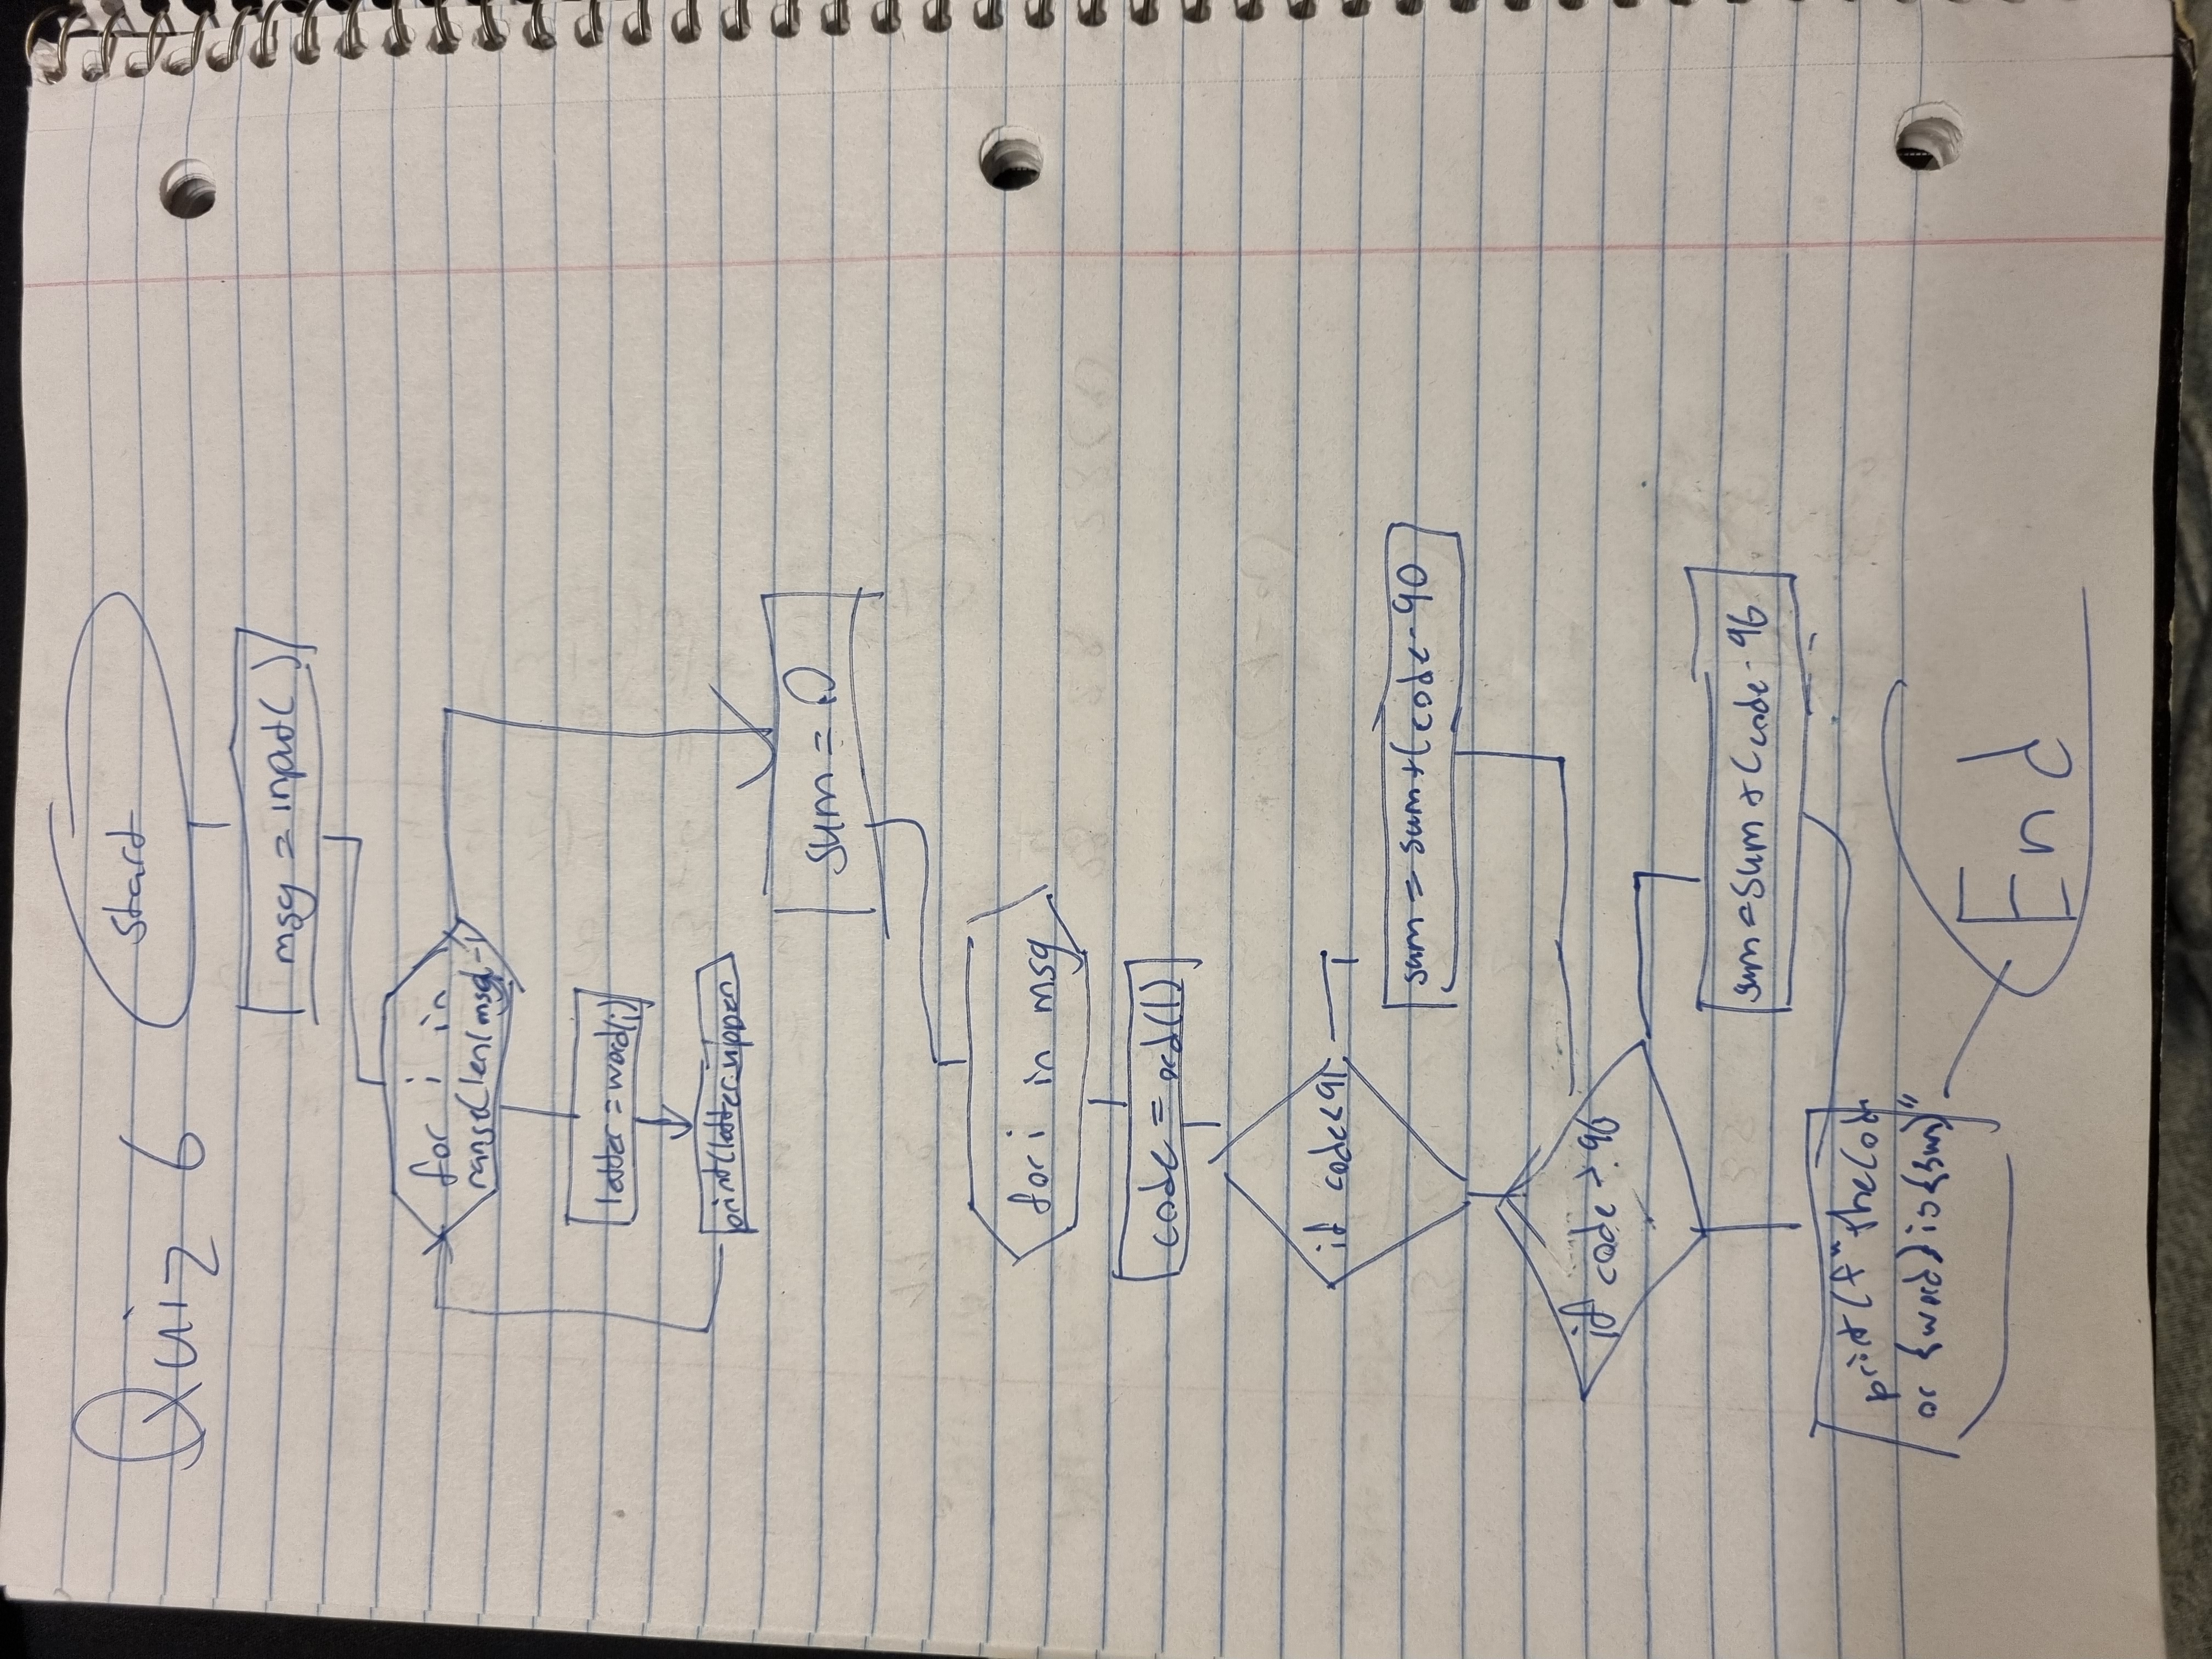 Quiz 6
start
msg = input( )
for i in
range(len(msg-1
letter = word(i)
print(letter.upper
sum = 0
for i in msg
code = ord(i)
if code<91
sum = sum+(code-90
if code > 96
sum=sum+(code-96
print(f"the code
or {word} is {sum}"
End